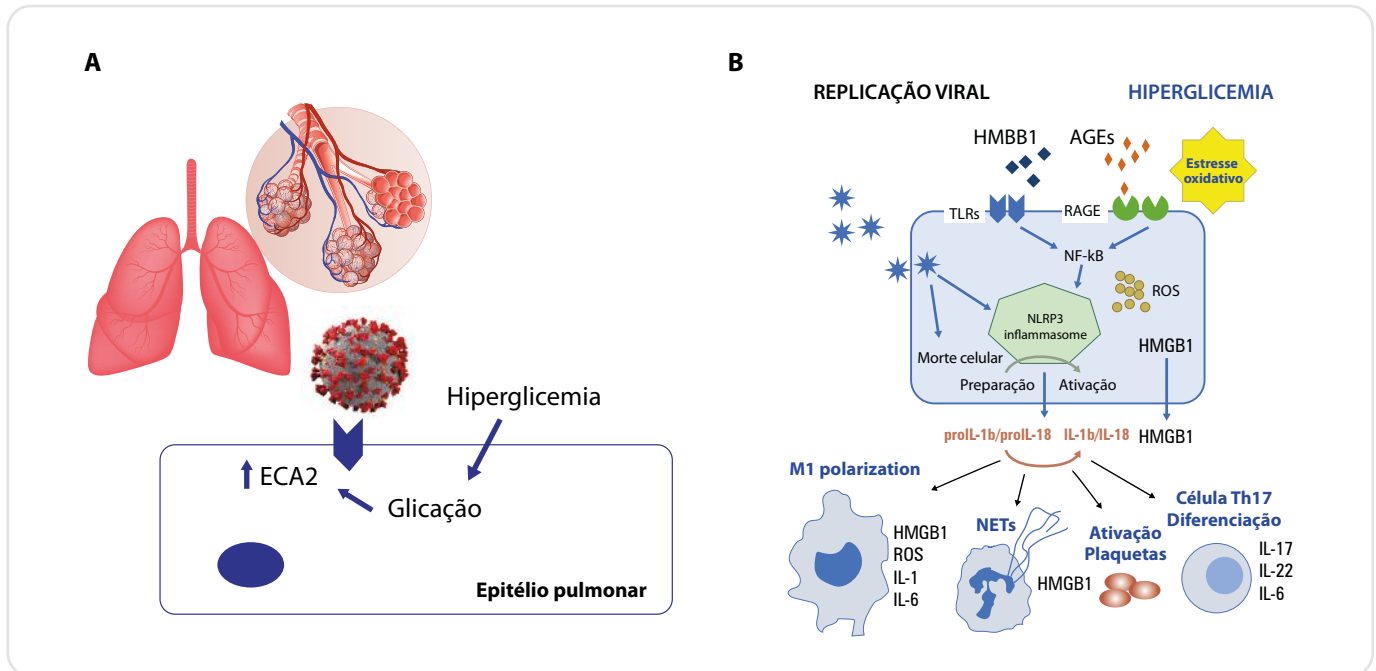 A
Hiperglicemia
ECA2
Glicação
Epitélio pulmonar
B
REPLICAÇÃO VIRAL
HIPERGLICEMIA
HMBB1
AGEs
Estresse
oxidativo
TLRs
RAGE
NF-kB
ROS
NLRP3
inflammasome
HMGB1
Morte celular
Preparação
Ativação
proIL-1b/proIL-18
IL-1b/IL-18
HMGB1
M1 polarization
HMGB1
ROS
IL-1
IL-6
NETs
HMGB1
Ativação
Plaquetas
Célula Th17
Diferenciação
IL-17
IL-22
IL-6